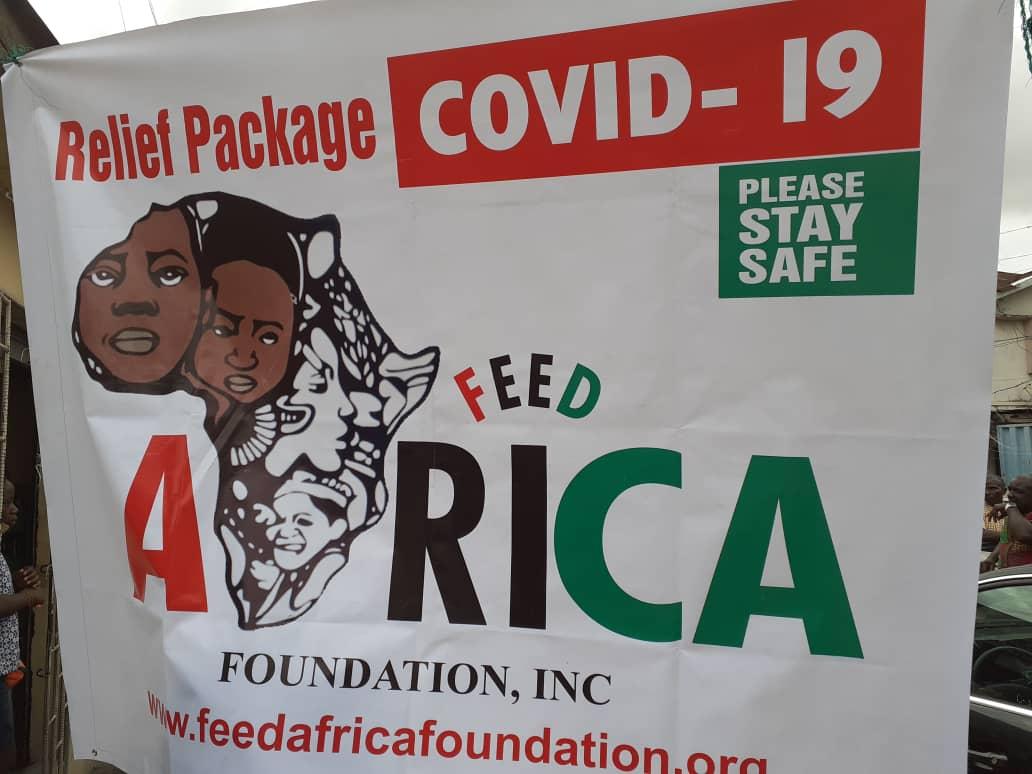 Relief Package COVID- 19
PLEASE
STAY
SAFE
FEED
AFRICA
FOUNDATION, INC
www.feedafricafoundation.org